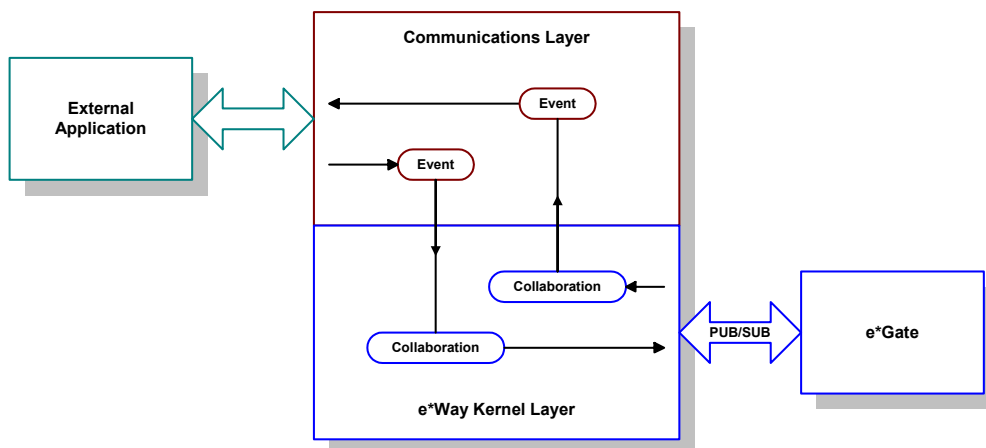 Communications Layer
External
Application
Event
Event
Collaboration
PUB/SUB
e*Gate
Collaboration
e*Way Kernel Layer